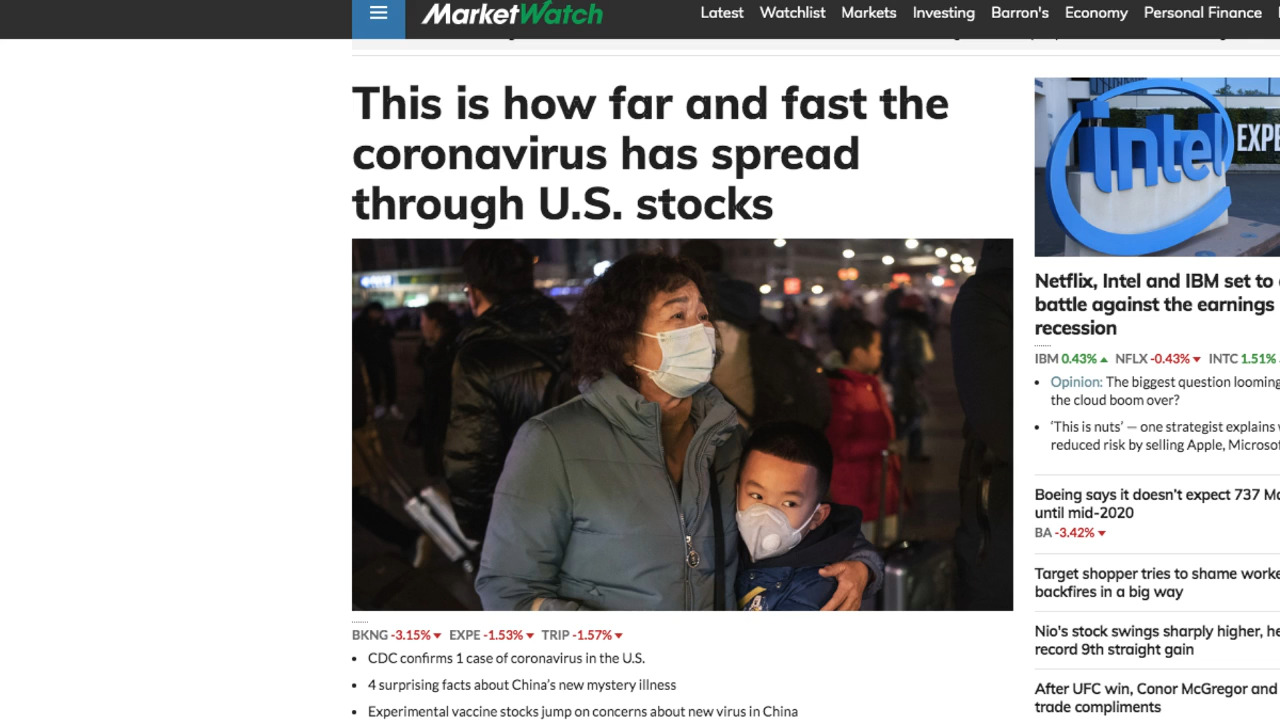 MarketWatch
Latest Watchlist Markets Investing Barron's Economy Personal Finance
This is how far and fast the
coronavirus has spread
through U.S. stocks
BKNG -3.15% EXPE -1.53% TRIP -1.57%
• CDC confirms 1 case of coronavirus in the U.S.
• 4 surprising facts about China's new mystery illness
• Experimental vaccine stocks jump on concerns about new virus in China
intel
EXPE
Netflix, Intel and IBM set to
battle against the earnings
recession
IBM 0.43% NFLX -0.43% INTC 1.51%
• Opinion: The biggest question looming
the cloud boom over?
• 'This is nuts' — one strategist explains
reduced risk by selling Apple, Microsof
Boeing says it doesn't expect 737 Ma
until mid-2020
BA -3.42%
Target shopper tries to shame worke
backfires in a big way
Nio's stock swings sharply higher, he
record 9th straight gain
After UFC win, Conor McGregor and
trade compliments